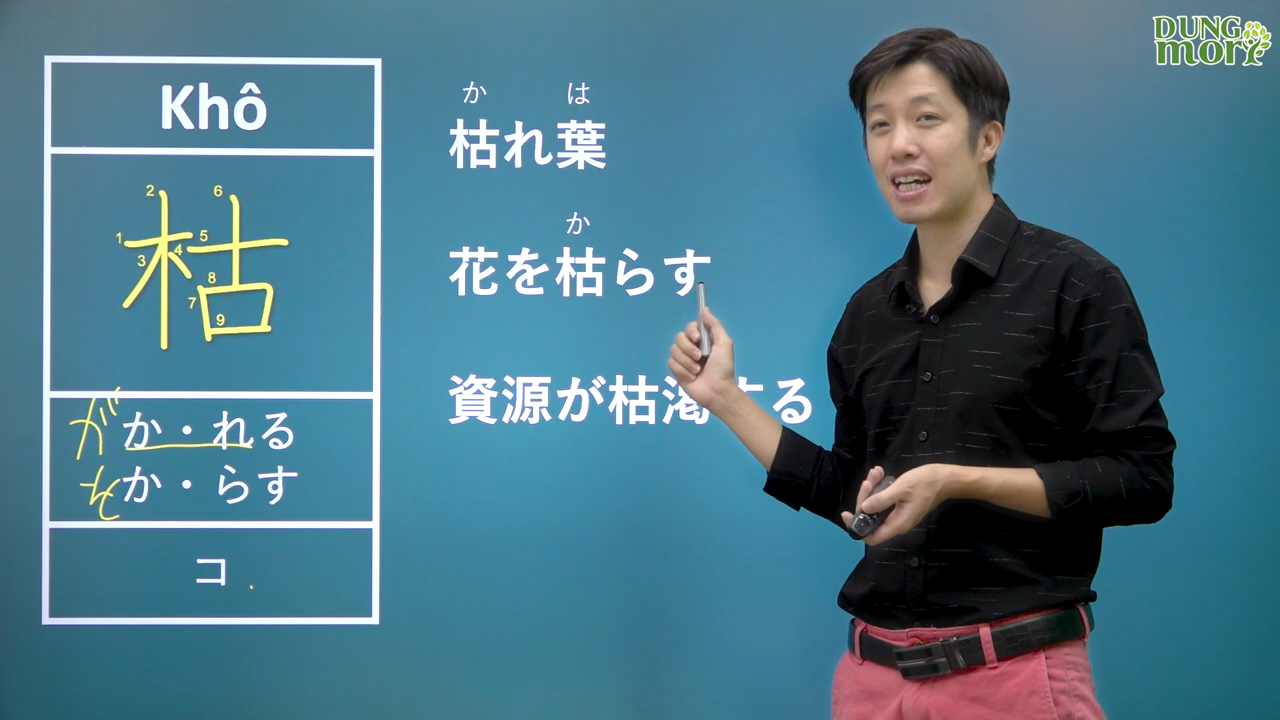 Khô
1 2 3 4 5 6 7 8 9
枯
が か・れる
を か・らす
コ
か は
枯れ葉
か
花を枯らす
資源が枯渇する
DUNG
mori